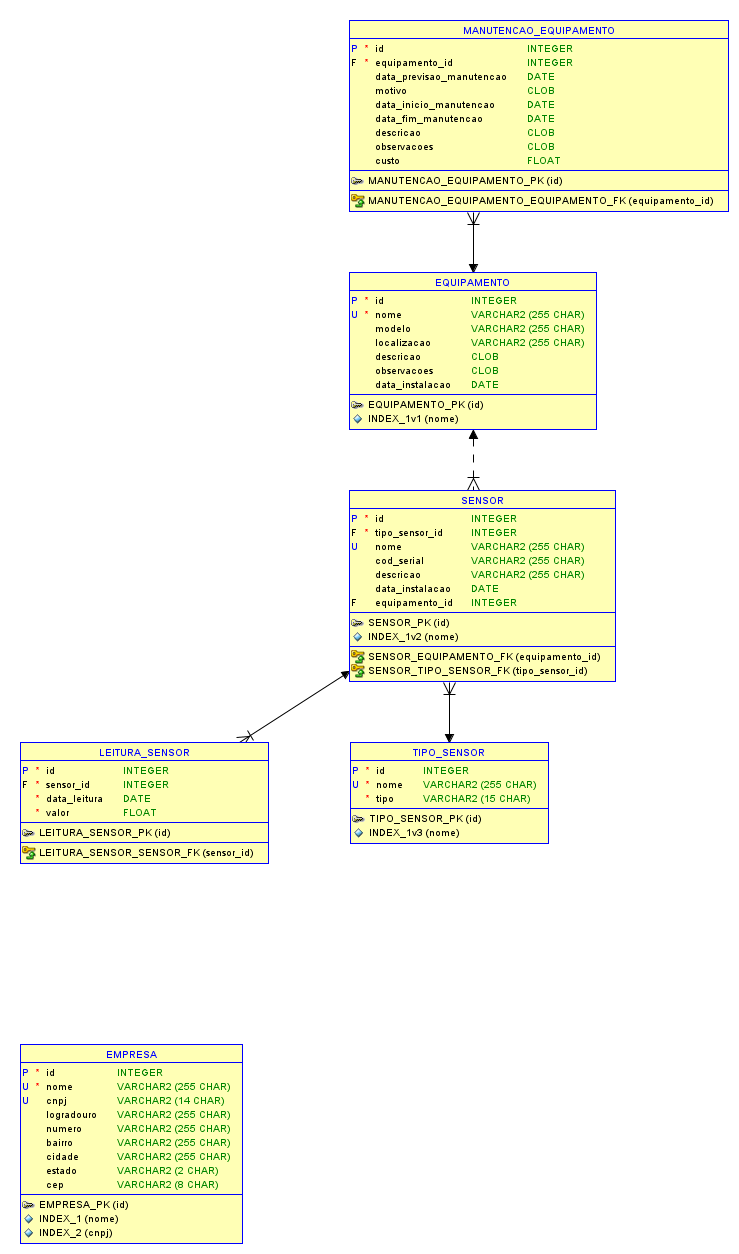 MANUTENCAO_EQUIPAMENTO
P * id INTEGER
F * equipamento_id INTEGER
data_previsao_manutencao DATE
motivo CLOB
data_inicio_manutencao DATE
data_fim_manutencao DATE
descricao CLOB
observacoes CLOB
custo FLOAT
MANUTENCAO_EQUIPAMENTO_PK (id)
MANUTENCAO_EQUIPAMENTO_EQUIPAMENTO_FK (equipamento_id)
EQUIPAMENTO
P * id INTEGER
U * nome VARCHAR2 (255 CHAR)
modelo VARCHAR2 (255 CHAR)
localizacao VARCHAR2 (255 CHAR)
descricao CLOB
observacoes CLOB
data_instalacao DATE
EQUIPAMENTO_PK (id)
INDEX_1v1 (nome)
SENSOR
P * id INTEGER
F * tipo_sensor_id INTEGER
U nome VARCHAR2 (255 CHAR)
cod_serial VARCHAR2 (255 CHAR)
descricao VARCHAR2 (255 CHAR)
data_instalacao DATE
F equipamento_id INTEGER
SENSOR_PK (id)
INDEX_1v2 (nome)
SENSOR_EQUIPAMENTO_FK (equipamento_id)
SENSOR_TIPO_SENSOR_FK (tipo_sensor_id)
LEITURA_SENSOR
P * id INTEGER
F * sensor_id INTEGER
* data_leitura DATE
* valor FLOAT
LEITURA_SENSOR_PK (id)
LEITURA_SENSOR_SENSOR_FK (sensor_id)
TIPO_SENSOR
P * id INTEGER
U * nome VARCHAR2 (255 CHAR)
* tipo VARCHAR2 (15 CHAR)
TIPO_SENSOR_PK (id)
INDEX_1v3 (nome)
EMPRESA
P * id INTEGER
U * nome VARCHAR2 (255 CHAR)
U cnpj VARCHAR2 (14 CHAR)
logradouro VARCHAR2 (255 CHAR)
numero VARCHAR2 (255 CHAR)
bairro VARCHAR2 (255 CHAR)
cidade VARCHAR2 (255 CHAR)
estado VARCHAR2 (2 CHAR)
cep VARCHAR2 (8 CHAR)
EMPRESA_PK (id)
INDEX_1 (nome)
INDEX_2 (cnpj)